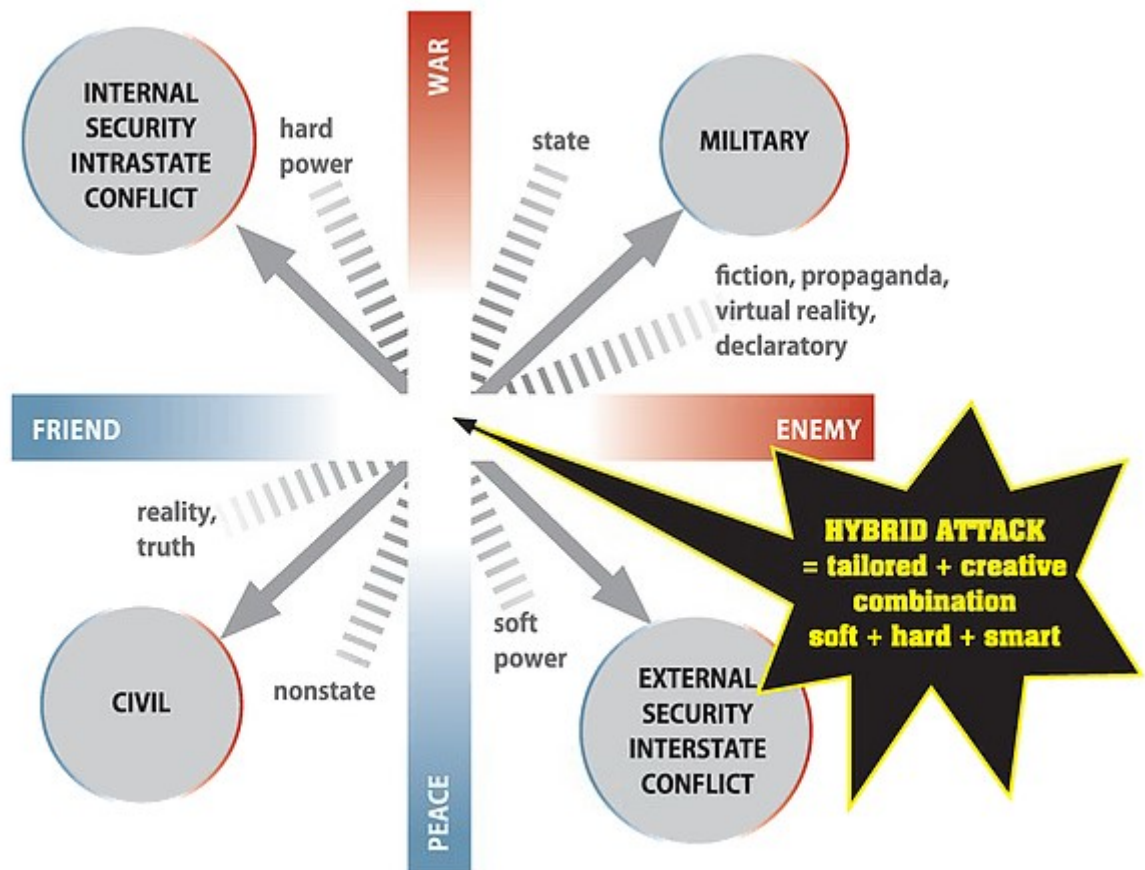 WAR
INTERNAL
SECURITY
INTRASTATE
CONFLICT
hard
power
state
MILITARY
fiction, propaganda,
virtual reality,
declaratory
FRIEND
ENEMY
reality,
truth
HYBRID ATTACK
= tailored + creative
combination
soft + hard + smart
CIVIL
nonstate
soft
power
EXTERNAL
SECURITY
INTERSTATE
CONFLICT
PEACE